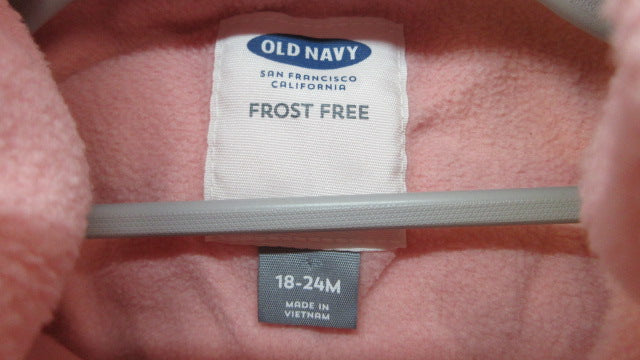 OLD NAVY
SAN FRANCISCO
CALIFORNIA
FROST FREE
18-24M
MADE IN
VIETNAM